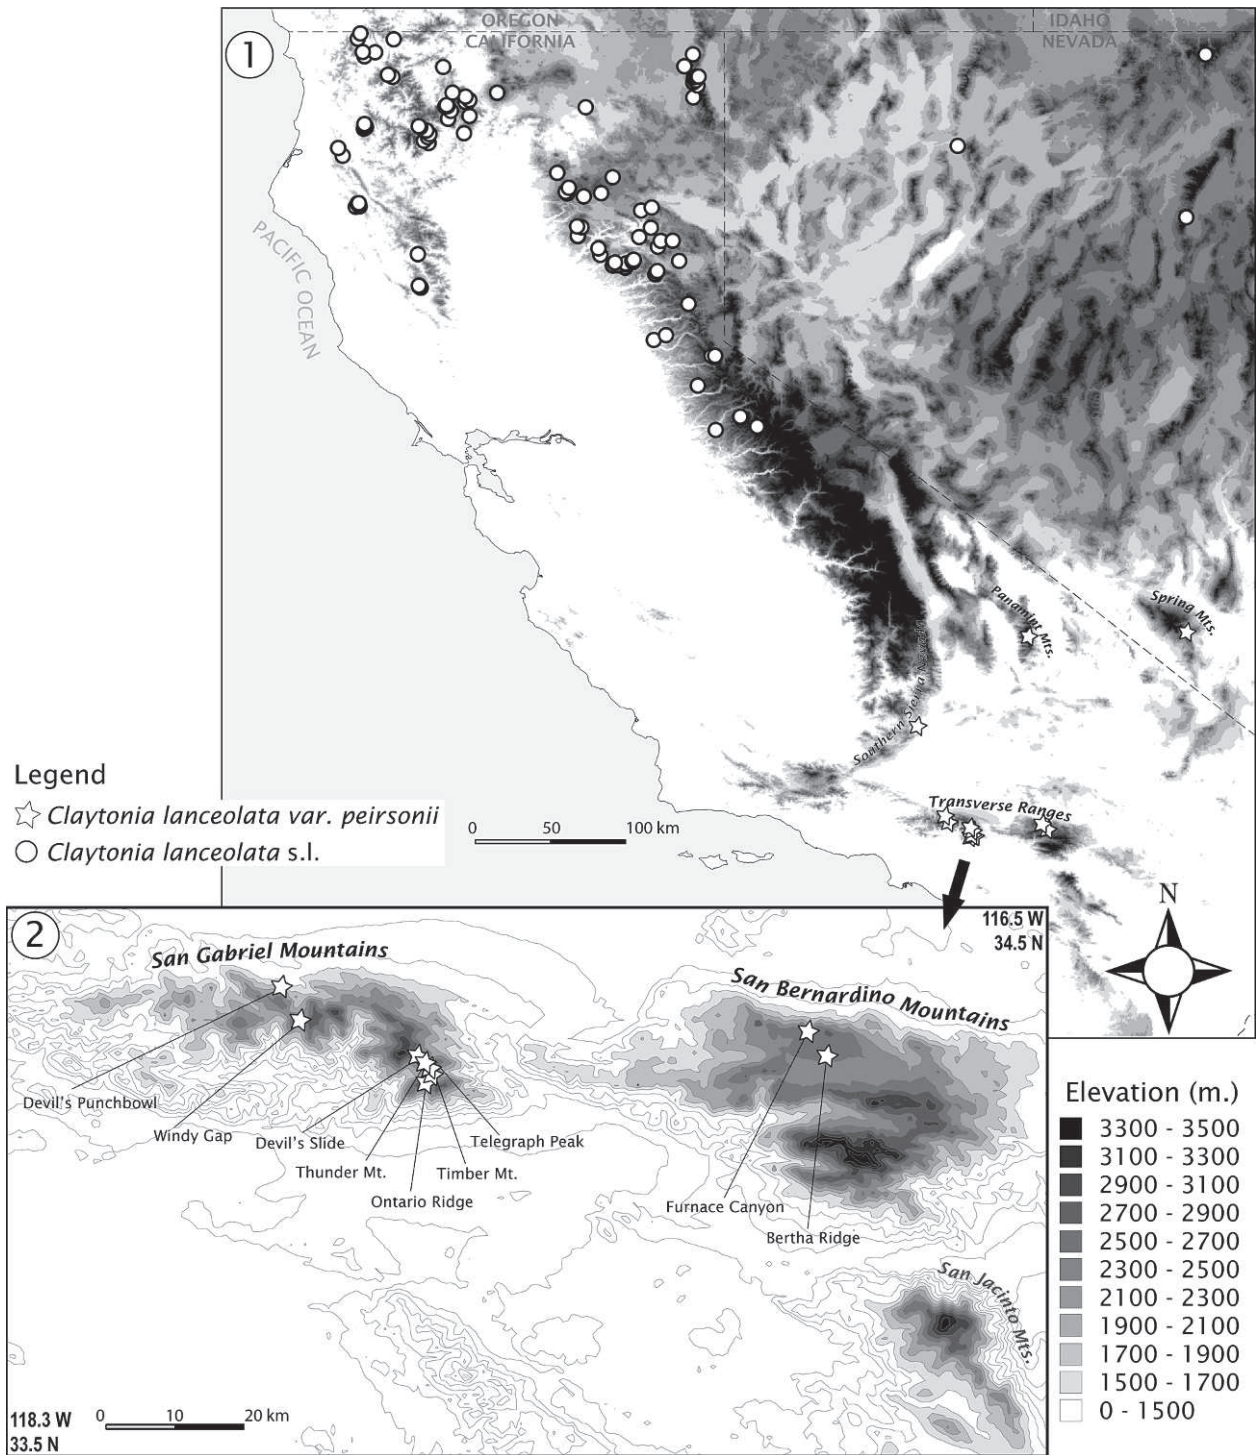 1
OREGON
CALIFORNIA
IDAHO
NEVADA
PACIFIC OCEAN
Panamint Mts.
Spring Mts.
Southern Sierra Nevada
Transverse Ranges
Legend
Claytonia lanceolata var. peirsonii
Claytonia lanceolata s.l.
0 50 100 km
N
2
116.5 W
34.5 N
San Gabriel Mountains
San Bernardino Mountains
Devil's Punchbowl
Windy Gap
Devil's Slide
Telegraph Peak
Thunder Mt.
Timber Mt.
Ontario Ridge
Furnace Canyon
Bertha Ridge
San Jacinto Mts.
118.3 W
33.5 N
0 10 20 km
Elevation (m.)
3300 - 3500
3100 - 3300
2900 - 3100
2700 - 2900
2500 - 2700
2300 - 2500
2100 - 2300
1900 - 2100
1700 - 1900
1500 - 1700
0 - 1500